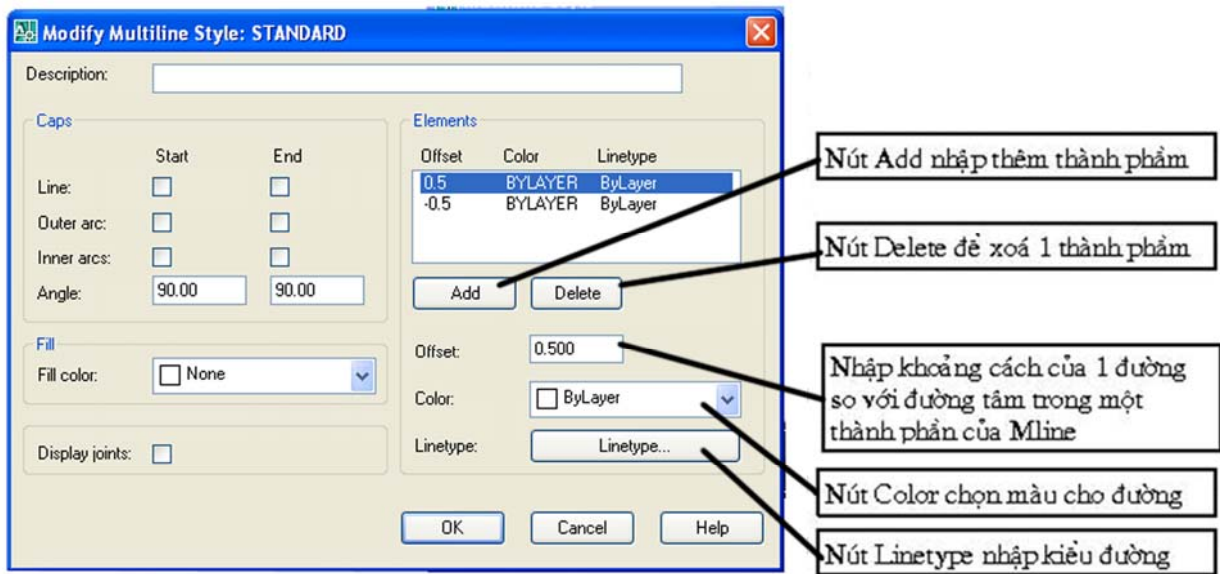 Modify Multiline Style: STANDARD
Description:
Caps
Start End
Line:
Outer arc:
Inner arcs:
Angle: 90.00 90.00
Fill
Fill color: None
Display joints:
Elements
Offset Color Linetype
0.5 BYLAYER ByLayer
-0.5 BYLAYER ByLayer
Add Delete
Offset: 0.500
Color: ByLayer
Linetype: Linetype...
OK Cancel Help
Nút Add nhập thêm thành phẩm
Nút Delete để xoá 1 thành phẩm
Nhập khoảng cách của 1 đường
so với đường tâm trong một
thành phần của Mline
Nút Color chọn màu cho đường
Nút Linetype nhập kiểu đường